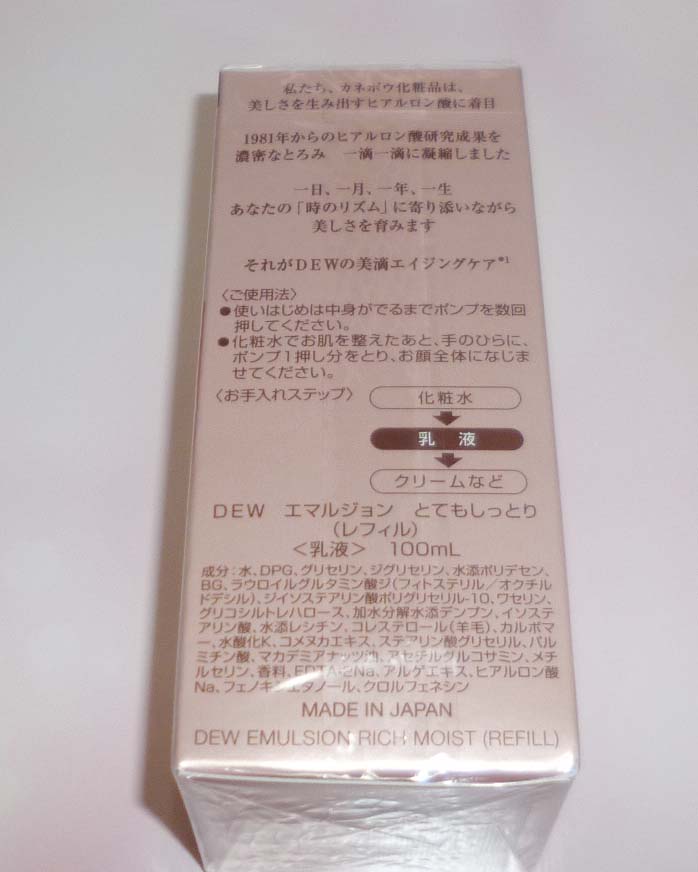 私たち、カネボウ化粧品は、
美しさを生み出すヒアルロン酸に着目
1981年からのヒアルロン酸研究成果を
濃密なとろみ　一滴一滴に凝縮しました
一日、一月、一年、一生
あなたの「時のリズム」に寄り添いながら
美しさを育みます
それがDEWの美滴エイジングケア*1
〈ご使用法〉
●使いはじめは中身がでるまでポンプを数回
押してください。
●化粧水でお肌を整えたあと、手のひらに、
ポンプ1押し分をとり、お顔全体になじま
せてください。
〈お手入れステップ〉
化粧水
乳　液
クリームなど
DEW　エマルジョン　とてもしっとり
（レフィル）
＜乳液＞　100mL
成分：水、DPG、グリセリン、ジグリセリン、水添ポリデセン、
BG、ラウロイルグルタミン酸ジ（フィトステリル／オクチル
ドデシル）、ジイソステアリン酸ポリグリセリル-10、ワセリン、
グリコシルトレハロース、加水分解水添デンプン、イソステ
アリン酸、水添レシチン、コレステロール（羊毛）、カルボマ
ー、水酸化K、コメヌカエキス、ステアリン酸グリセリル、パル
ミチン酸、マカデミアナッツ油、アセチルグルコサミン、メチ
ルセリン、香料、EDTA-2Na、アルゲエキス、ヒアルロン酸
Na、フェノキシエタノール、クロルフェネシン
MADE IN JAPAN
DEW EMULSION RICH MOIST (REFILL)